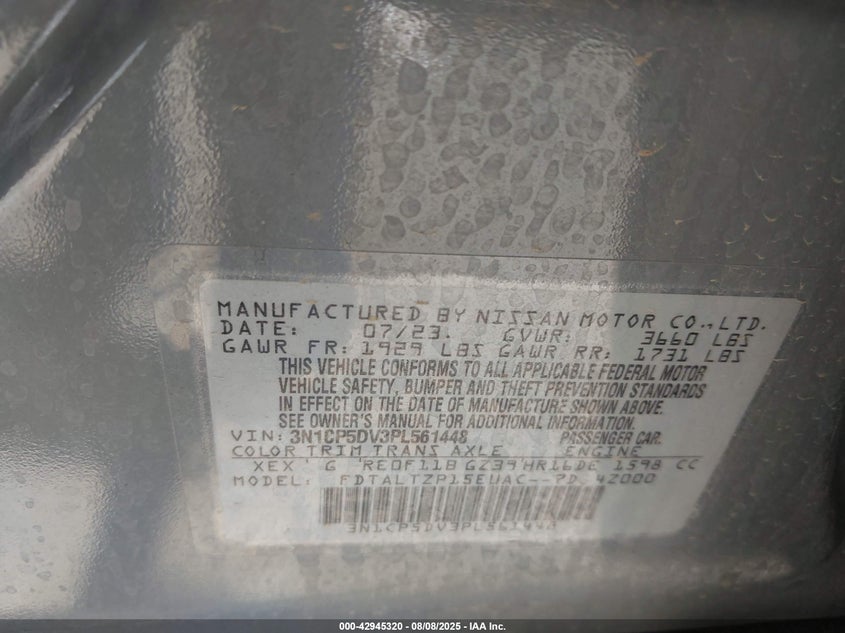 MANUFACTURED BY NISSAN MOTOR CO., LTD.
DATE: 07/23. GVWR: 3660 LBS
GAWR FR: 1929 LBS GAWR RR: 1731 LBS
THIS VEHICLE CONFORMS TO ALL APPLICABLE FEDERAL MOTOR
VEHICLE SAFETY, BUMPER AND THEFT PREVENTION STANDARDS
IN EFFECT ON THE DATE OF MANUFACTURE SHOWN ABOVE.
SEE OWNER'S MANUAL FOR ADDITIONAL INFORMATION
VIN: 3N1CP5DV3PL561448 PASSENGER CAR
COLOR TRIM TRANS AXLE ENGINE
XEX G RE0F11B GZ39 HR16DE 1598 CC
MODEL: FDTALTZP15EUAC--PD 4Z000
3N1CP5DV3PL561448
000-42945320 - 08/08/2025 - IAA Inc.